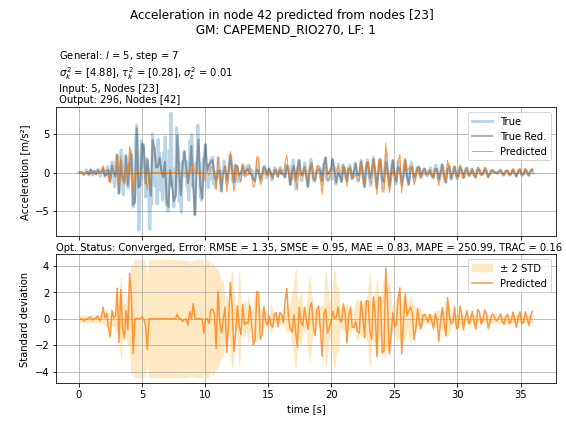 Acceleration in node 42 predicted from nodes [23]
GM: CAPEMEND_RIO270, LF: 1
General: l = 5, step = 7
σ²ₖ = [4.88], τ²ₖ = [0.28], σ²ₑ = 0.01
Input: 5, Nodes [23]
Output: 296, Nodes [42]
Acceleration [m/s²]
5
0
−5
True
True Red.
Predicted
Opt. Status: Converged, Error: RMSE = 1.35, SMSE = 0.95, MAE = 0.83, MAPE = 250.99, TRAC = 0.16
Standard deviation
4
2
0
−2
−4
± 2 STD
Predicted
0 5 10 15 20 25 30 35
time [s]